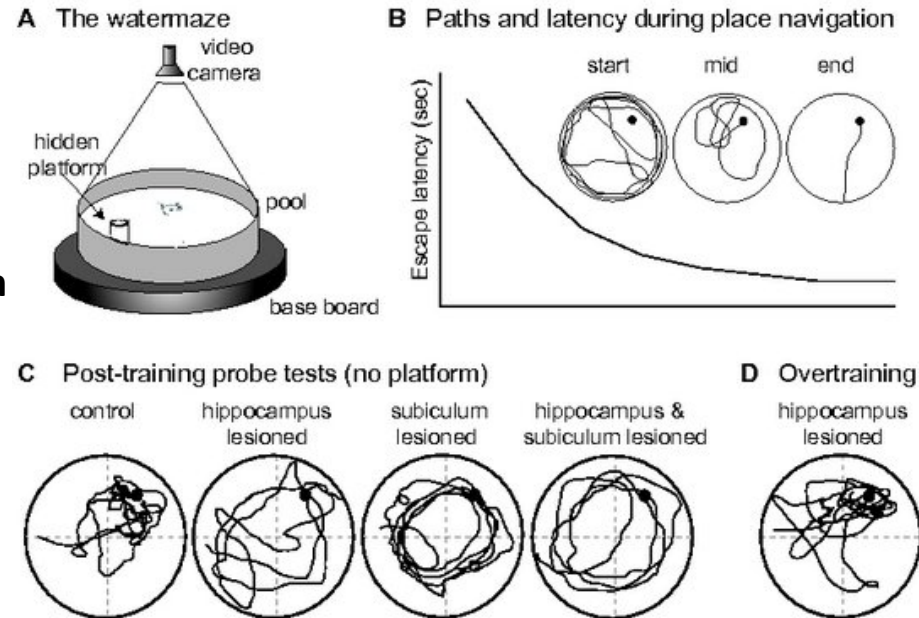 A The watermaze
video
camera
hidden
platform
pool
base board
B Paths and latency during place navigation
start mid end
Escape latency (sec)
C Post-training probe tests (no platform)
control
hippocampus
lesioned
subiculum
lesioned
hippocampus &
subiculum lesioned
D Overtraining
hippocampus
lesioned